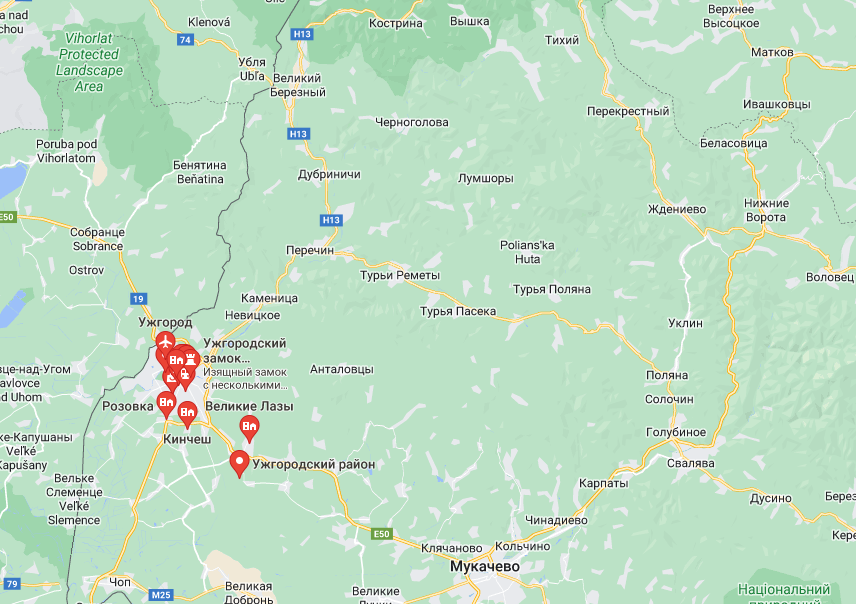 Верхнее
Высоцкое
Кострина
Вышка
Klenová
H13
74
Тихий
Vihorlat
Protected
Landscape
Area
Матков
Убля
Ubľa
Великий
Березный
Ивашковцы
Перекрестный
Черноголова
H13
Беласовица
Poruba pod
Vihorlatom
Бенятина
Beňatina
Дубриничи
Лумшоры
Ждениево
Нижние
Ворота
E50
H13
Собранце
Sobrance
Перечин
Polians'ka
Huta
Ostrov
Турьи Реметы
Воловец
Турья Поляна
19
Каменица
Невицкое
Турья Пасека
Ужгород
Уклин
Ужгородский
замок...
Изящный замок
с несколькими...
Анталовцы
Поляна
Солочин
Розовка
Великие Лазы
Кинчеш
Голубиное
Ужгородский район
Свалява
Вельке
Слеменце
Veľké
Slemence
Карпаты
Дусино
Чинадиево
E50
Клячаново
Кольчино
Мукачево
79
Чоп
M25
Великая
Добронь
Великие
Національний